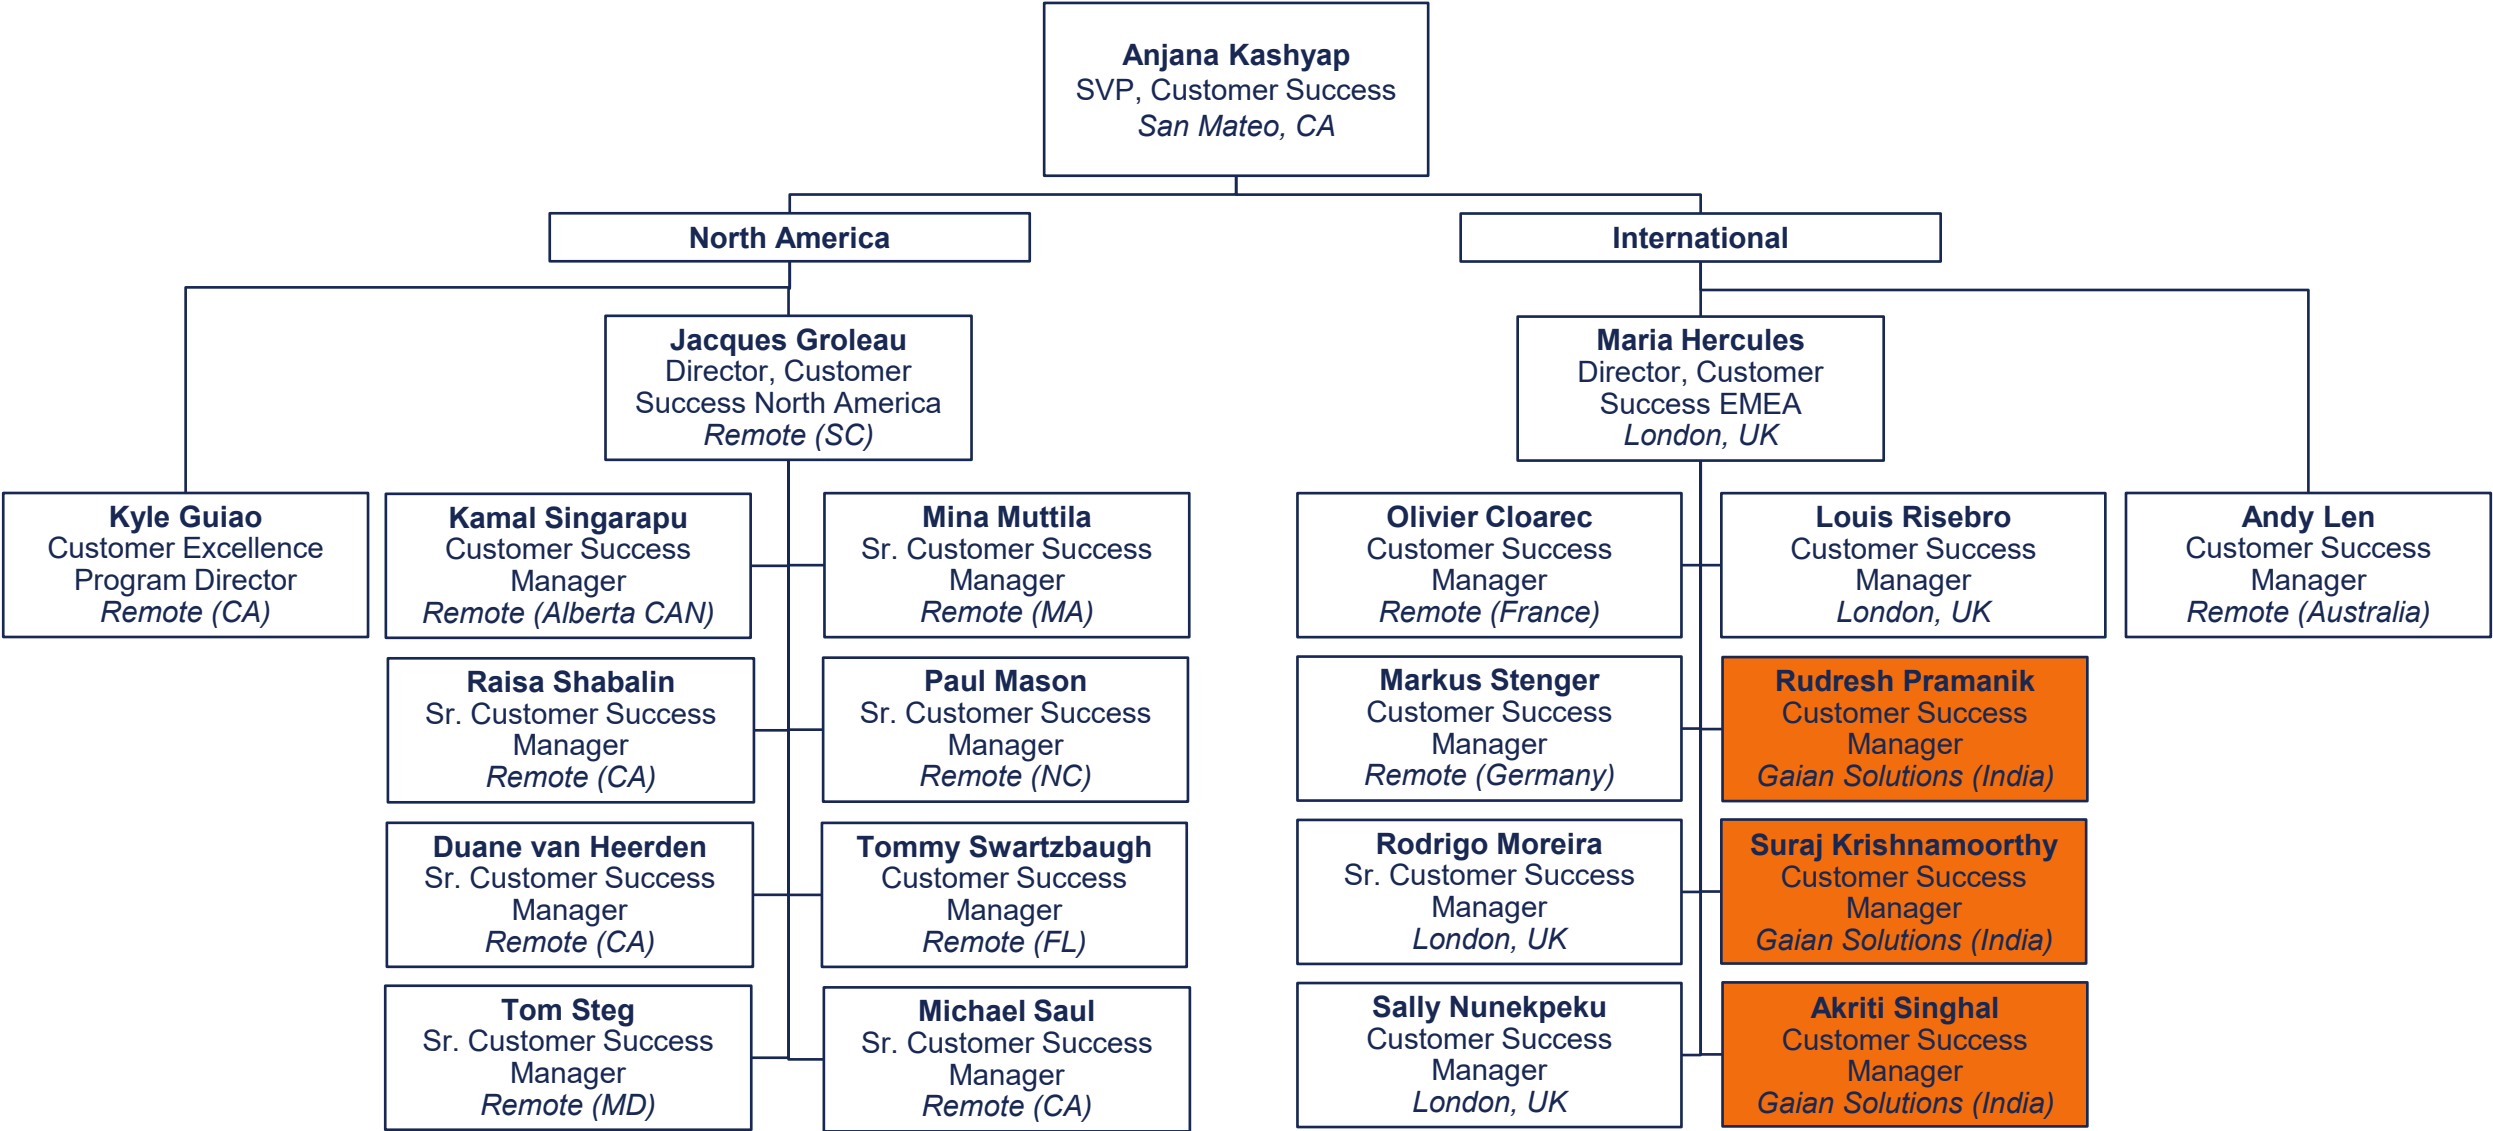 Anjana Kashyap
SVP, Customer Success
San Mateo, CA
North America
International
Jacques Groleau
Director, Customer
Success North America
Remote (SC)
Maria Hercules
Director, Customer
Success EMEA
London, UK
Kyle Guiao
Customer Excellence
Program Director
Remote (CA)
Kamal Singarapu
Customer Success
Manager
Remote (Alberta CAN)
Mina Muttila
Sr. Customer Success
Manager
Remote (MA)
Olivier Cloarec
Customer Success
Manager
Remote (France)
Louis Risebro
Customer Success
Manager
London, UK
Andy Len
Customer Success
Manager
Remote (Australia)
Raisa Shabalin
Sr. Customer Success
Manager
Remote (CA)
Paul Mason
Sr. Customer Success
Manager
Remote (NC)
Markus Stenger
Customer Success
Manager
Remote (Germany)
Rudresh Pramanik
Customer Success
Manager
Gaian Solutions (India)
Duane van Heerden
Sr. Customer Success
Manager
Remote (CA)
Tommy Swartzbaugh
Customer Success
Manager
Remote (FL)
Rodrigo Moreira
Sr. Customer Success
Manager
London, UK
Suraj Krishnamoorthy
Customer Success
Manager
Gaian Solutions (India)
Tom Steg
Sr. Customer Success
Manager
Remote (MD)
Michael Saul
Sr. Customer Success
Manager
Remote (CA)
Sally Nunekpeku
Customer Success
Manager
London, UK
Akriti Singhal
Customer Success
Manager
Gaian Solutions (India)